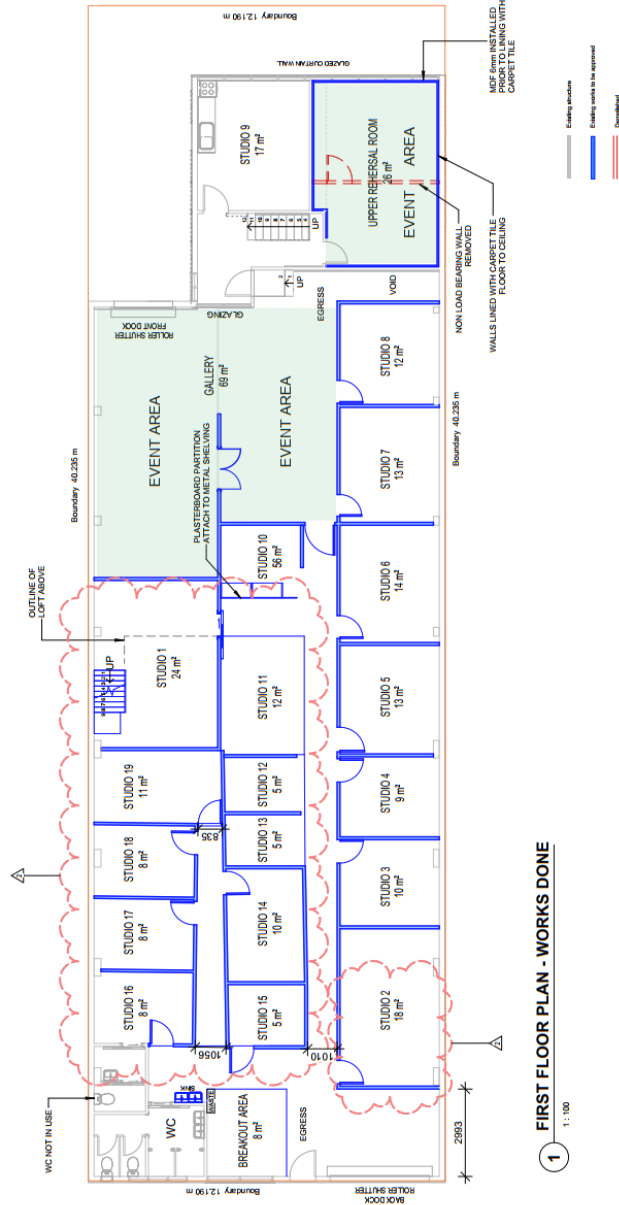 Boundary 12.190 m
GLAZED CURTAIN WALL
MDF 6mm INSTALLED
PRIOR TO LINING WITH
CARPET TILE
STUDIO 9
17 m²
UPPER REHERSAL ROOM
26 m²
EVENT AREA
UP
UP
NON LOAD BEARING WALL
REMOVED
WALLS LINED WITH CARPET TILE
FLOOR TO CEILING
Existing structure
Existing works to be approved
Demolished
ROLLER SHUTTER
FRONT DOCK
GLAZING
EGRESS
VOID
Boundary 40.235 m
EVENT AREA
GALLERY
69 m²
EVENT AREA
STUDIO 8
12 m²
STUDIO 7
13 m²
Boundary 40.235 m
PLASTERBOARD PARTITION
ATTACH TO METAL SHELVING
OUTLINE OF
LOFT ABOVE
UP
STUDIO 1
24 m²
STUDIO 10
56 m²
STUDIO 6
14 m²
STUDIO 11
12 m²
STUDIO 5
13 m²
STUDIO 19
11 m²
STUDIO 12
5 m²
STUDIO 4
9 m²
STUDIO 18
8 m²
835
STUDIO 13
5 m²
STUDIO 3
10 m²
STUDIO 17
8 m²
STUDIO 14
10 m²
STUDIO 16
8 m²
STUDIO 15
5 m²
STUDIO 2
18 m²
1056
1010
2
2
WC NOT IN USE
SINK
WC
BREAKOUT AREA
8 m²
EGRESS
2993
Boundary 12.190 m
BACK DOCK
ROLLER SHUTTER
1
FIRST FLOOR PLAN - WORKS DONE
1 : 100